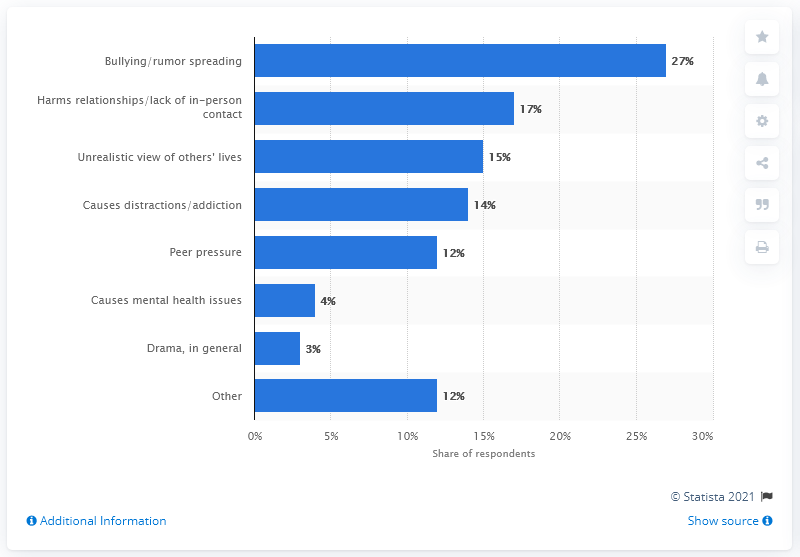 Bullying/rumor spreading 27%
Harms relationships/lack of in-person
contact 17%
Unrealistic view of others' lives 15%
Causes distractions/addiction 14%
Peer pressure 12%
Causes mental health issues 4%
Drama, in general 3%
Other 12%
0% 5% 10% 15% 20% 25% 30%
Share of respondents
© Statista 2021
Additional Information Show source